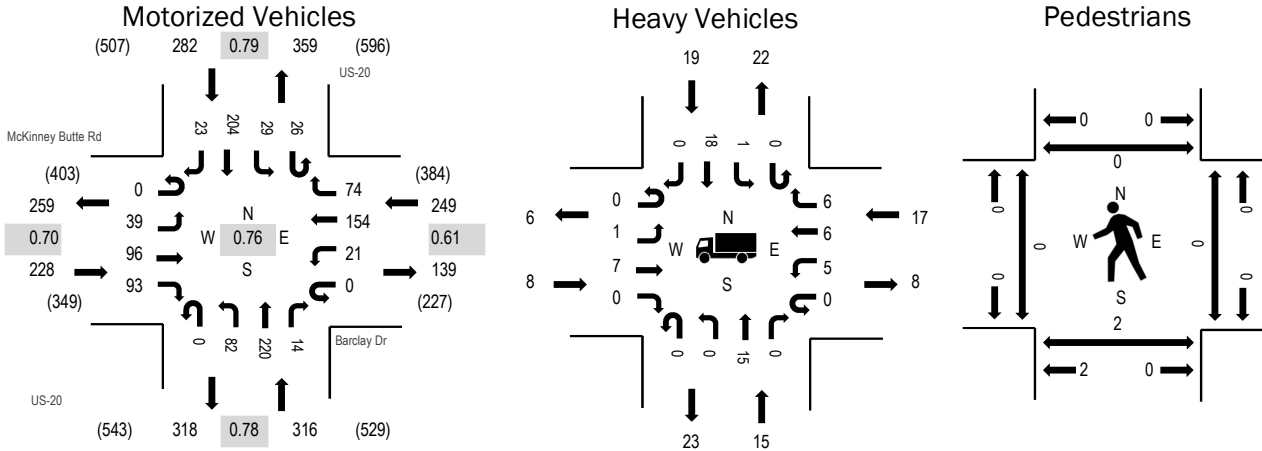 Motorized Vehicles
(507) 282 0.79 359 (596)
US-20
23 204 29 26
McKinney Butte Rd
(403) 0 74 (384)
259 39 N 154 249
0.70 W 0.76 E 0.61
96 21
228 S 139
93 0
(349) (227)
0 82 220 14
Barclay Dr
US-20
(543) 318 0.78 316 (529)
Heavy Vehicles
19 22
0 18 1 0
0 6
6 1 N 6 17
W E
7 5
8 S 8
0 0
0 0 15 0
23 15
Pedestrians
0 0
0
N
0 0 0 0
W E
0 0
S
2
2 0